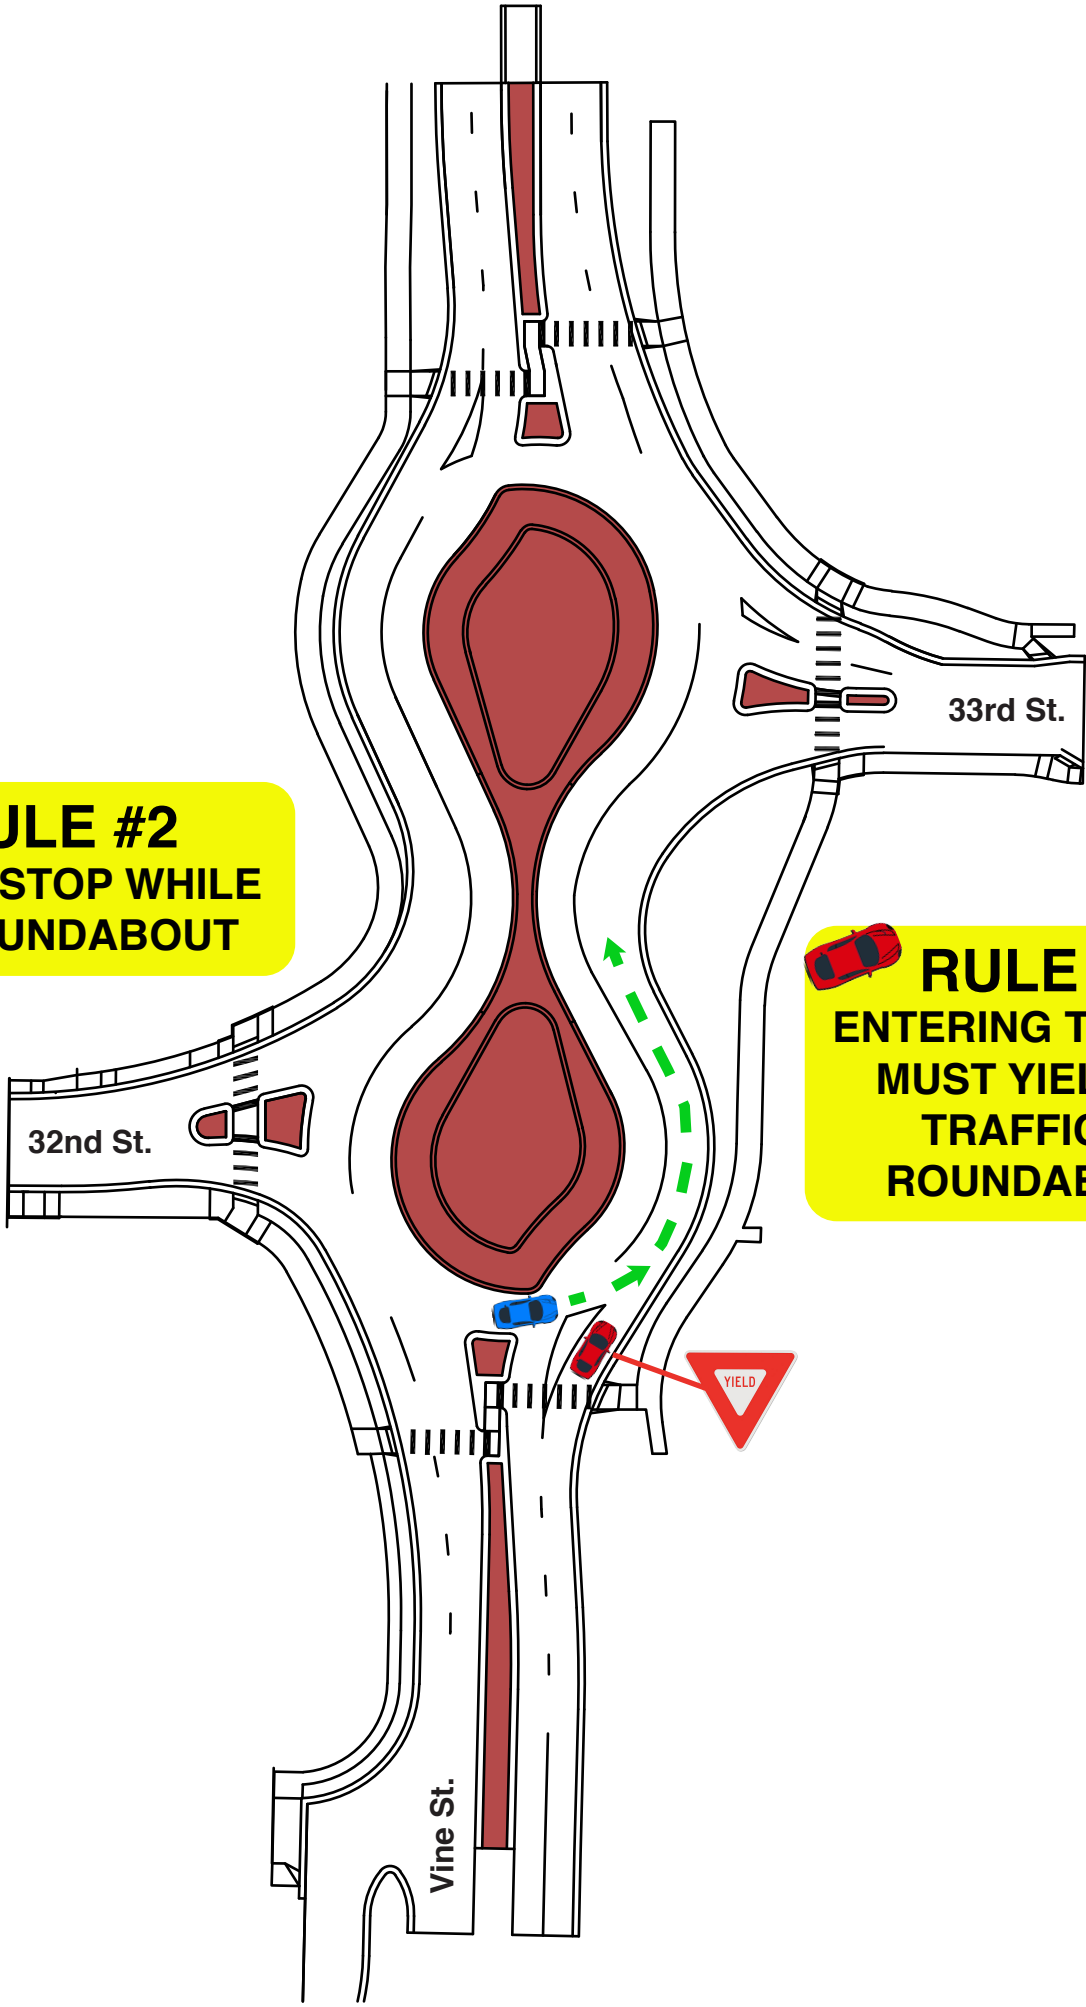 33rd St.
ULE #2
STOP WHILE
UNDABOUT
RULE
ENTERING T
MUST YIEL
TRAFFIC
ROUNDAB
32nd St.
YIELD
Vine St.